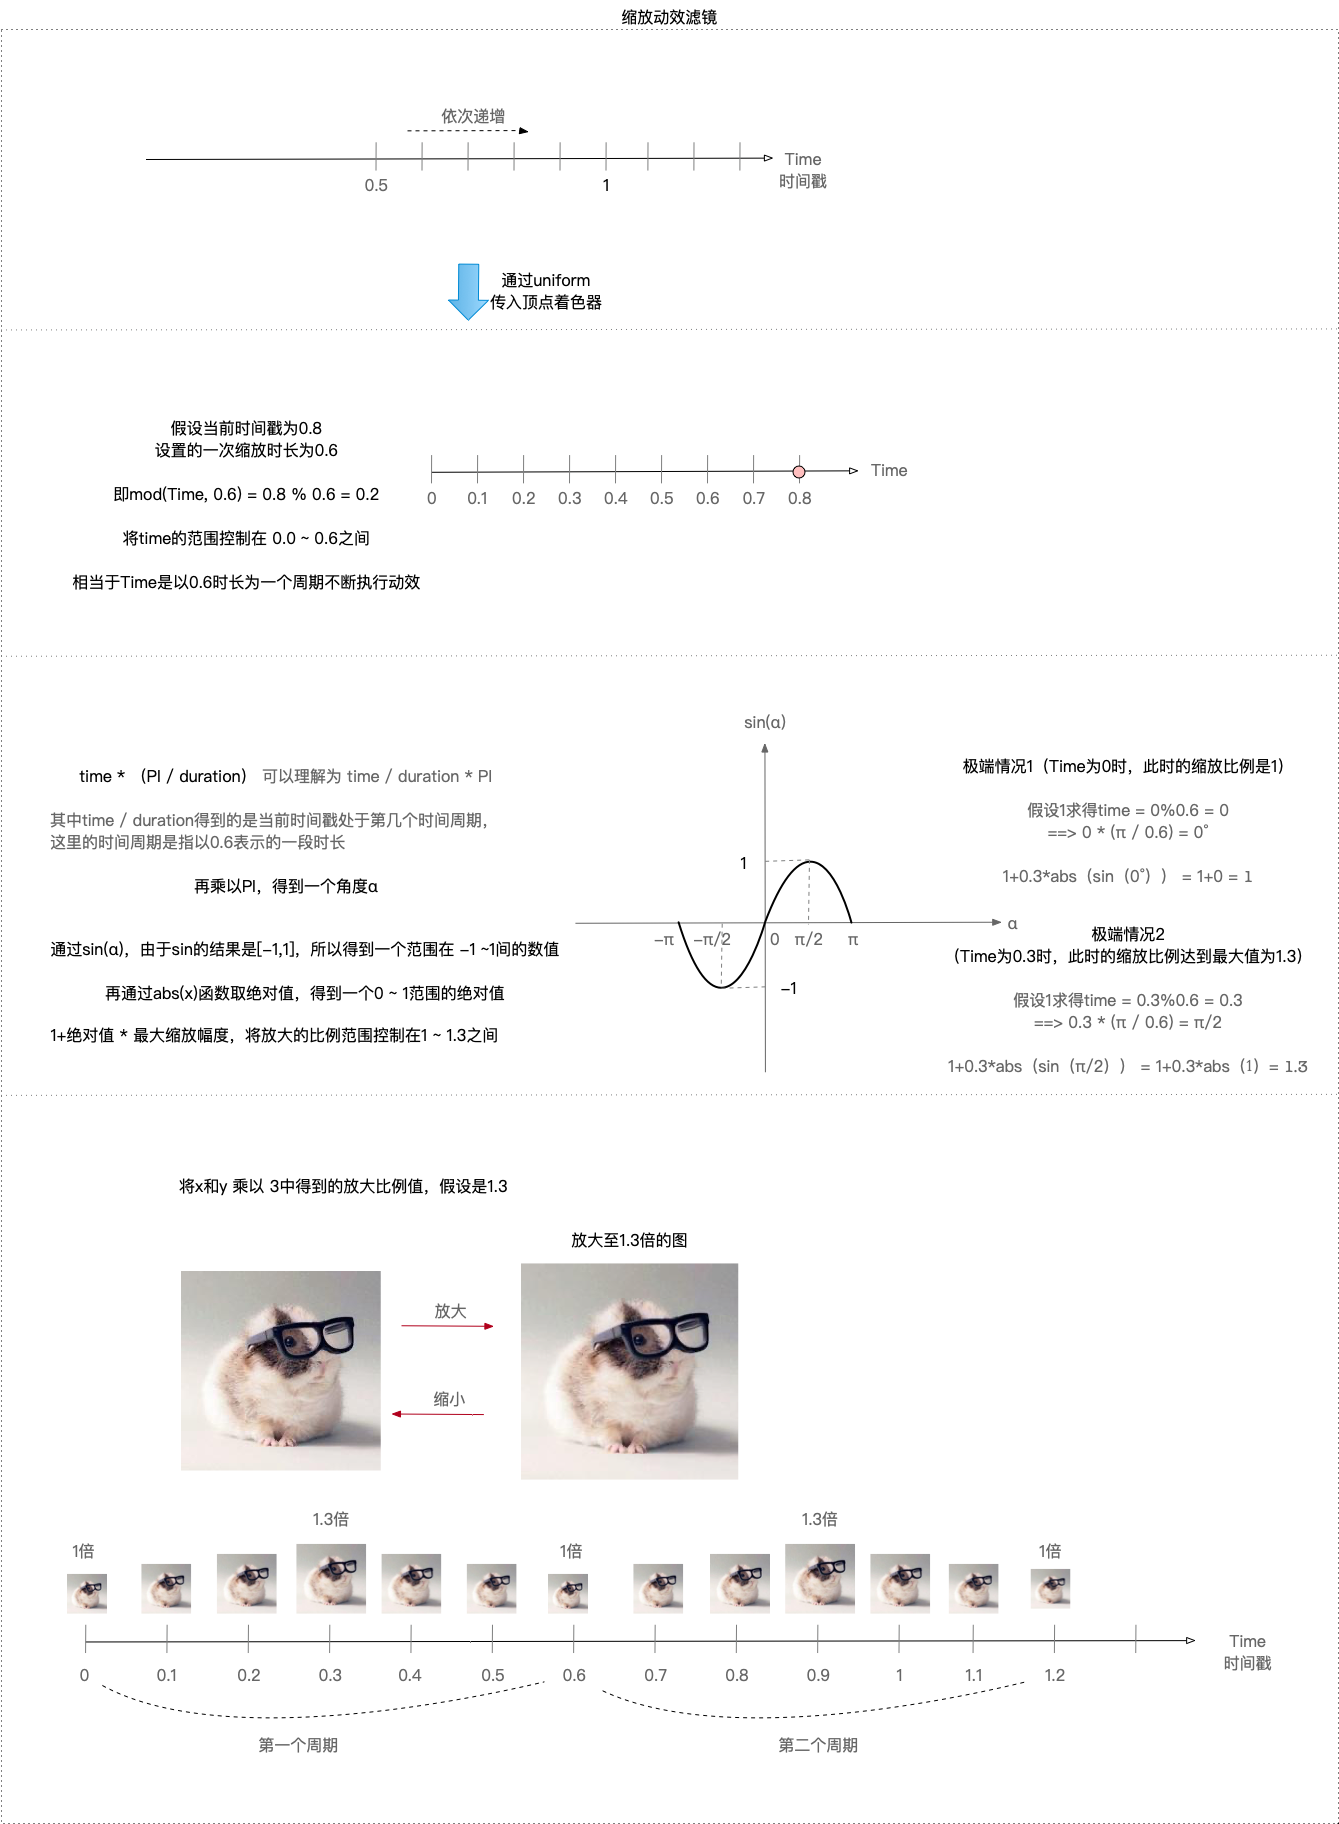 缩放动效滤镜
依次递增
0.5
1
Time
时间戳
通过uniform
传入顶点着色器
假设当前时间戳为0.8
设置的一次缩放时长为0.6
即mod(Time, 0.6) = 0.8 % 0.6 = 0.2
将time的范围控制在 0.0 ~ 0.6之间
相当于Time是以0.6时长为一个周期不断执行动效
Time
0 0.1 0.2 0.3 0.4 0.5 0.6 0.7 0.8
time * （PI / duration） 可以理解为 time / duration * PI
其中time / duration得到的是当前时间戳处于第几个时间周期，
这里的时间周期是指以0.6表示的一段时长
再乘以PI，得到一个角度α
通过sin(α)，由于sin的结果是[-1,1]，所以得到一个范围在 -1 ~1间的数值
再通过abs(x)函数取绝对值，得到一个0 ~ 1范围的绝对值
1+绝对值 * 最大缩放幅度，将放大的比例范围控制在1 ~ 1.3之间
sin(α)
1
-π -π/2 0 π/2 π
α
-1
极端情况1（Time为0时，此时的缩放比例是1）
假设1求得time = 0%0.6 = 0
==> 0 * (π / 0.6) = 0°
1+0.3*abs（sin（0°）） = 1+0 = 1
极端情况2
（Time为0.3时，此时的缩放比例达到最大值为1.3）
假设1求得time = 0.3%0.6 = 0.3
==> 0.3 * (π / 0.6) = π/2
1+0.3*abs（sin（π/2）） = 1+0.3*abs（1）= 1.3
将x和y 乘以 3中得到的放大比例值，假设是1.3
放大至1.3倍的图
放大
缩小
1倍
1.3倍
1倍
1.3倍
1倍
0 0.1 0.2 0.3 0.4 0.5 0.6 0.7 0.8 0.9 1 1.1 1.2
Time
时间戳
第一个周期
第二个周期